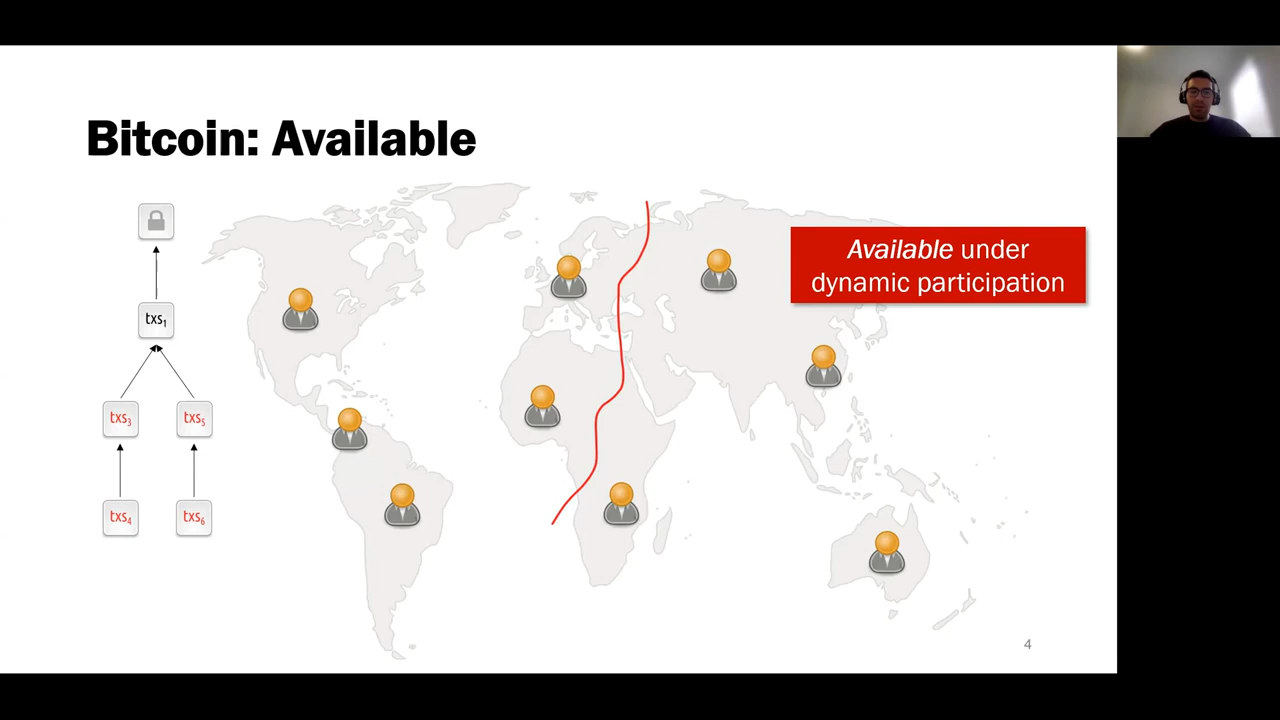 Bitcoin: Available
Available under
dynamic participation
txs1
txs3
txs5
txs4
txs6
4